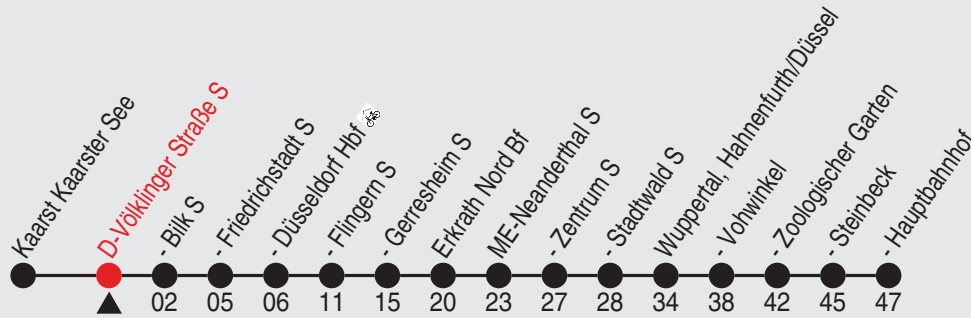 Kaarst Kaarster See
D-Völklinger Straße S
- Bilk S
- Friedrichstadt S
- Düsseldorf Hbf
- Flingern S
- Gerresheim S
Erkrath Nord Bf
ME-Neanderthal S
- Zentrum S
- Stadtwald S
Wuppertal, Hahnenfurth/Düssel
- Vohwinkel
- Zoologischer Garten
- Steinbeck
- Hauptbahnhof
02 05 06 11 15 20 23 27 28 34 38 42 45 47